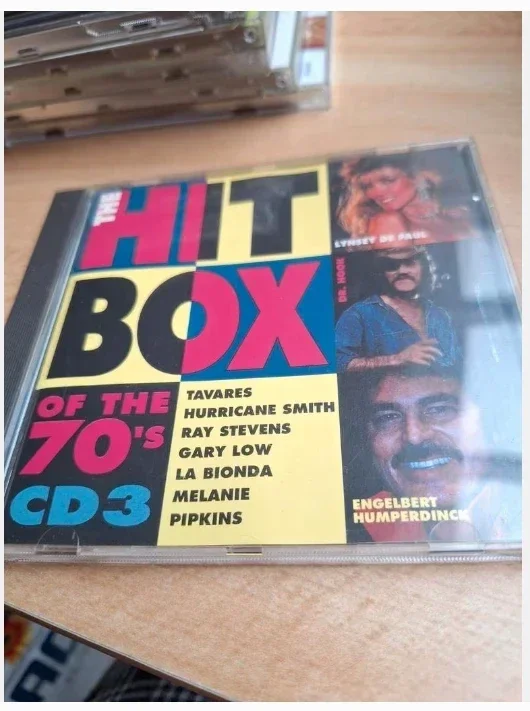 THE
HIT
BOX
OF THE
70'S
CD3
TAVARES
HURRICANE SMITH
RAY STEVENS
GARY LOW
LA BIONDA
MELANIE
PIPKINS
LYNSEY DE PAUL
DR. HOOK
ENGELBERT
HUMPERDINCK